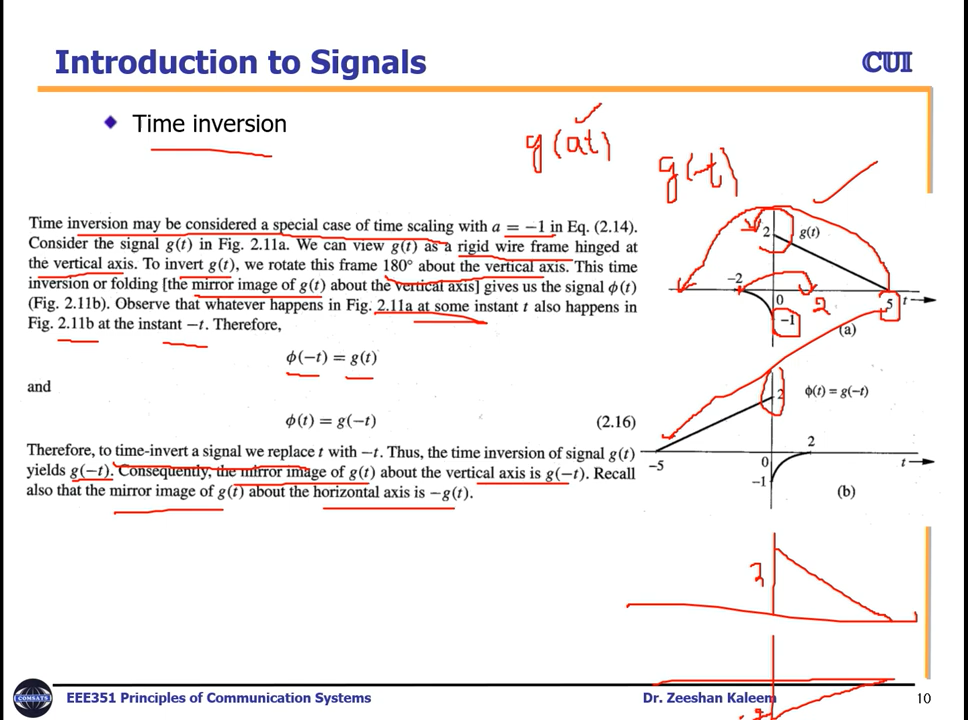 Introduction to Signals
CUI
Time inversion
g(at)
g(-t)
Time inversion may be considered a special case of time scaling with a = −1 in Eq. (2.14).
Consider the signal g(t) in Fig. 2.11a. We can view g(t) as a rigid wire frame hinged at
the vertical axis. To invert g(t), we rotate this frame 180° about the vertical axis. This time
inversion or folding [the mirror image of g(t) about the vertical axis] gives us the signal ϕ(t)
(Fig. 2.11b). Observe that whatever happens in Fig. 2.11a at some instant t also happens in
Fig. 2.11b at the instant −t. Therefore,
ϕ(−t) = g(t)
and
ϕ(t) = g(−t) (2.16)
Therefore, to time-invert a signal we replace t with −t. Thus, the time inversion of signal g(t)
yields g(−t). Consequently, the mirror image of g(t) about the vertical axis is g(−t). Recall
also that the mirror image of g(t) about the horizontal axis is −g(t).
2 g(t)
−2
0 2 5 t
−1
(a)
2 ϕ(t) = g(−t)
2
−5 0 t
−1
(b)
2
COMSATS
EEE351 Principles of Communication Systems
Dr. Zeeshan Kaleem
10